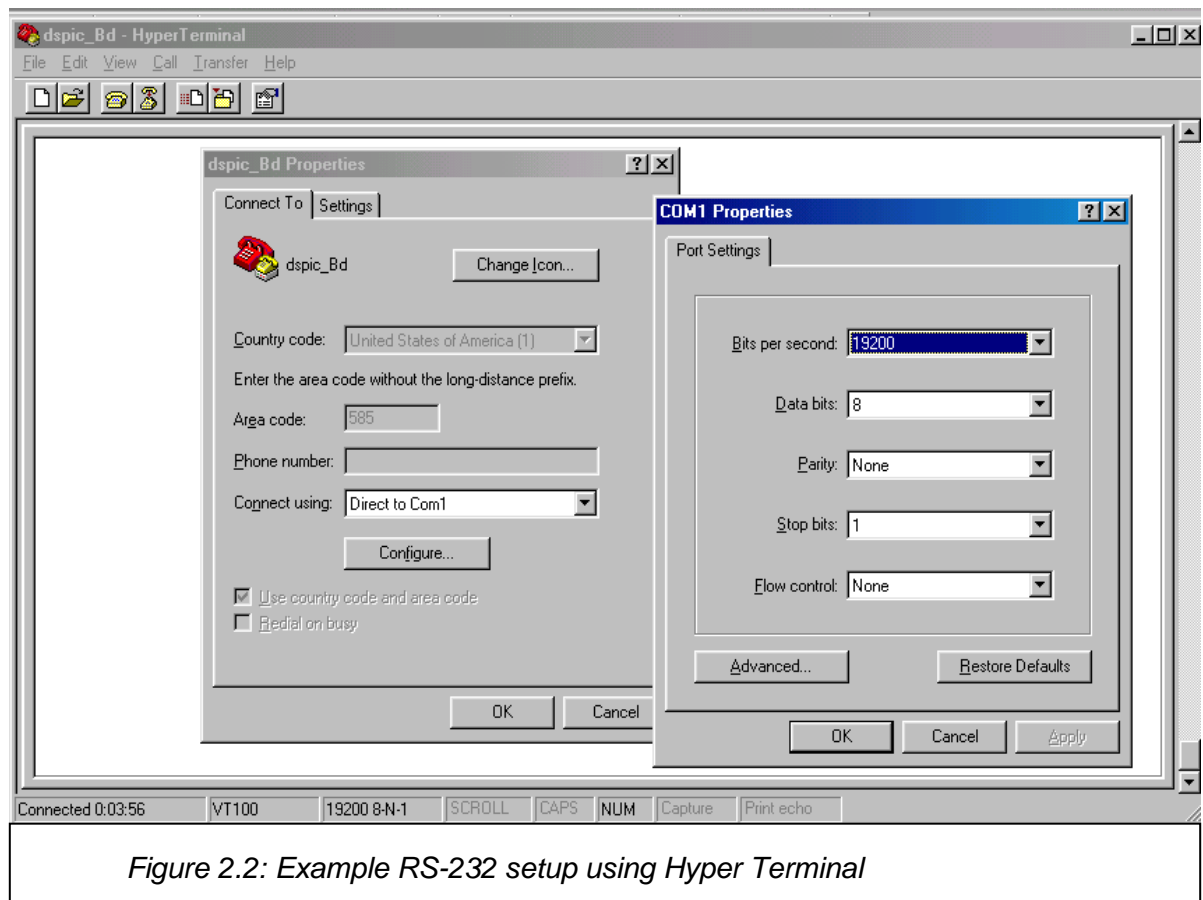 dspic_Bd - HyperTerminal
File Edit View Call Transfer Help
dspic_Bd Properties
Connect To
Settings
dspic_Bd
Change Icon...
Country code: United States of America (1)
Enter the area code without the long-distance prefix.
Area code: 585
Phone number:
Connect using: Direct to Com1
Configure...
Use country code and area code
Redial on busy
OK
Cancel
COM1 Properties
Port Settings
Bits per second: 19200
Data bits: 8
Parity: None
Stop bits: 1
Flow control: None
Advanced...
Restore Defaults
OK
Cancel
Apply
Connected 0:03:56
VT100
19200 8-N-1
SCROLL
CAPS
NUM
Capture
Print echo
Figure 2.2: Example RS-232 setup using Hyper Terminal